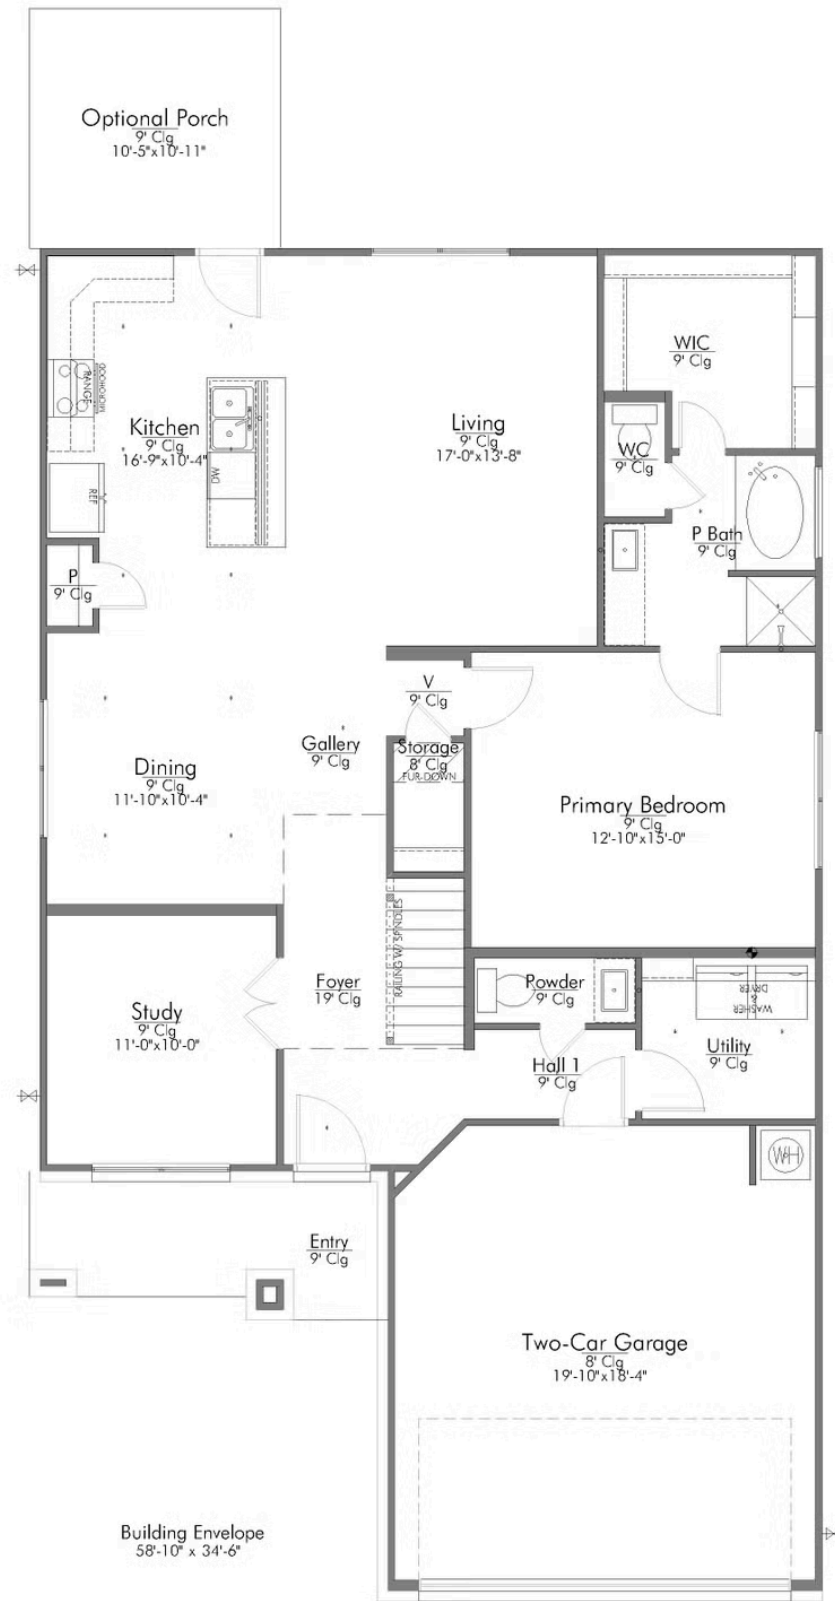 Optional Porch
9' Clg
10'-5"x10'-11"
WIC
9' Clg
RANGE
MICROHOOD
Kitchen
9' Clg
16'-9"x10'-4"
Living
9' Clg
17'-0"x13'-8"
WC
9' Clg
DW
REF
P Bath
9' Clg
P
9' Clg
V
9' Clg
Gallery
9' Clg
Storage
8' Clg
FUR-DOWN
Dining
9' Clg
11'-10"x10'-4"
Primary Bedroom
9' Clg
12'-10"x15'-0"
RAILING W/ SPINDLES
Foyer
19' Clg
Powder
9' Clg
WASHER
&
DRYER
Study
9' Clg
11'-0"x10'-0"
Utility
9' Clg
Hall 1
9' Clg
WH
Entry
9' Clg
Two-Car Garage
8' Clg
19'-10"x18'-4"
Building Envelope
58'-10" x 34'-6"